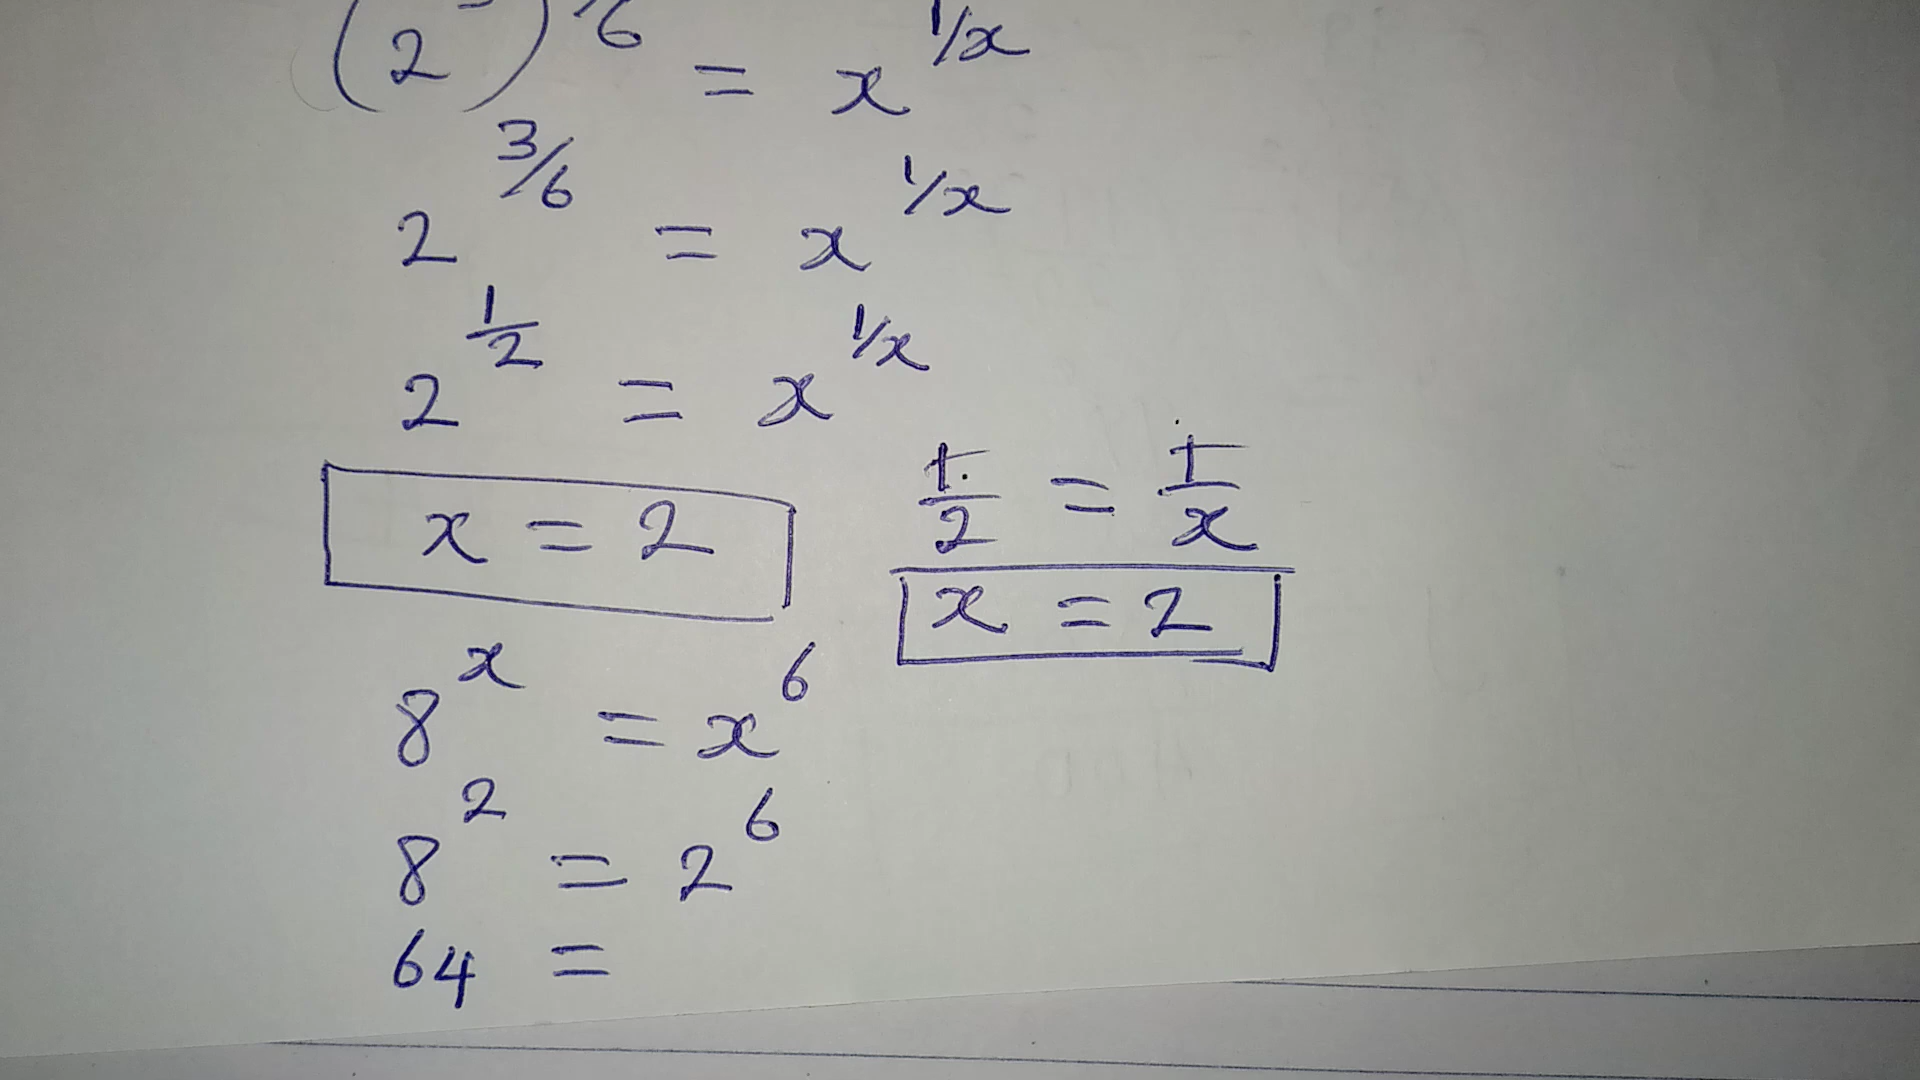 (2 )^1/6 = x^1/x
2^3/6 = x^1/x
2^1/2 = x^1/x
x = 2
1/2 = 1/x
x = 2
8^x = x^6
8^2 = 2^6
64 =